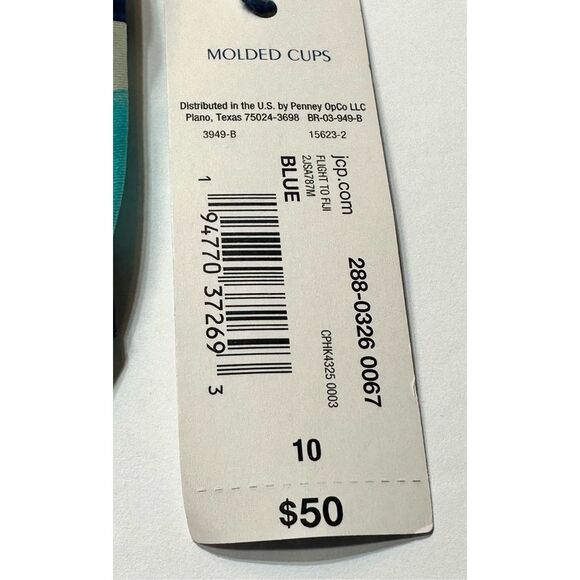 MOLDED CUPS
Distributed in the U.S. by Penney OpCo LLC
Plano, Texas 75024-3698 BR-03-949-B
3949-B 15623-2
jcp.com
FLIGHT TO FIJI
2JSA787M
BLUE
1 94770 37269 3
288-0326 0067
CPHK4325 0003
10
$50